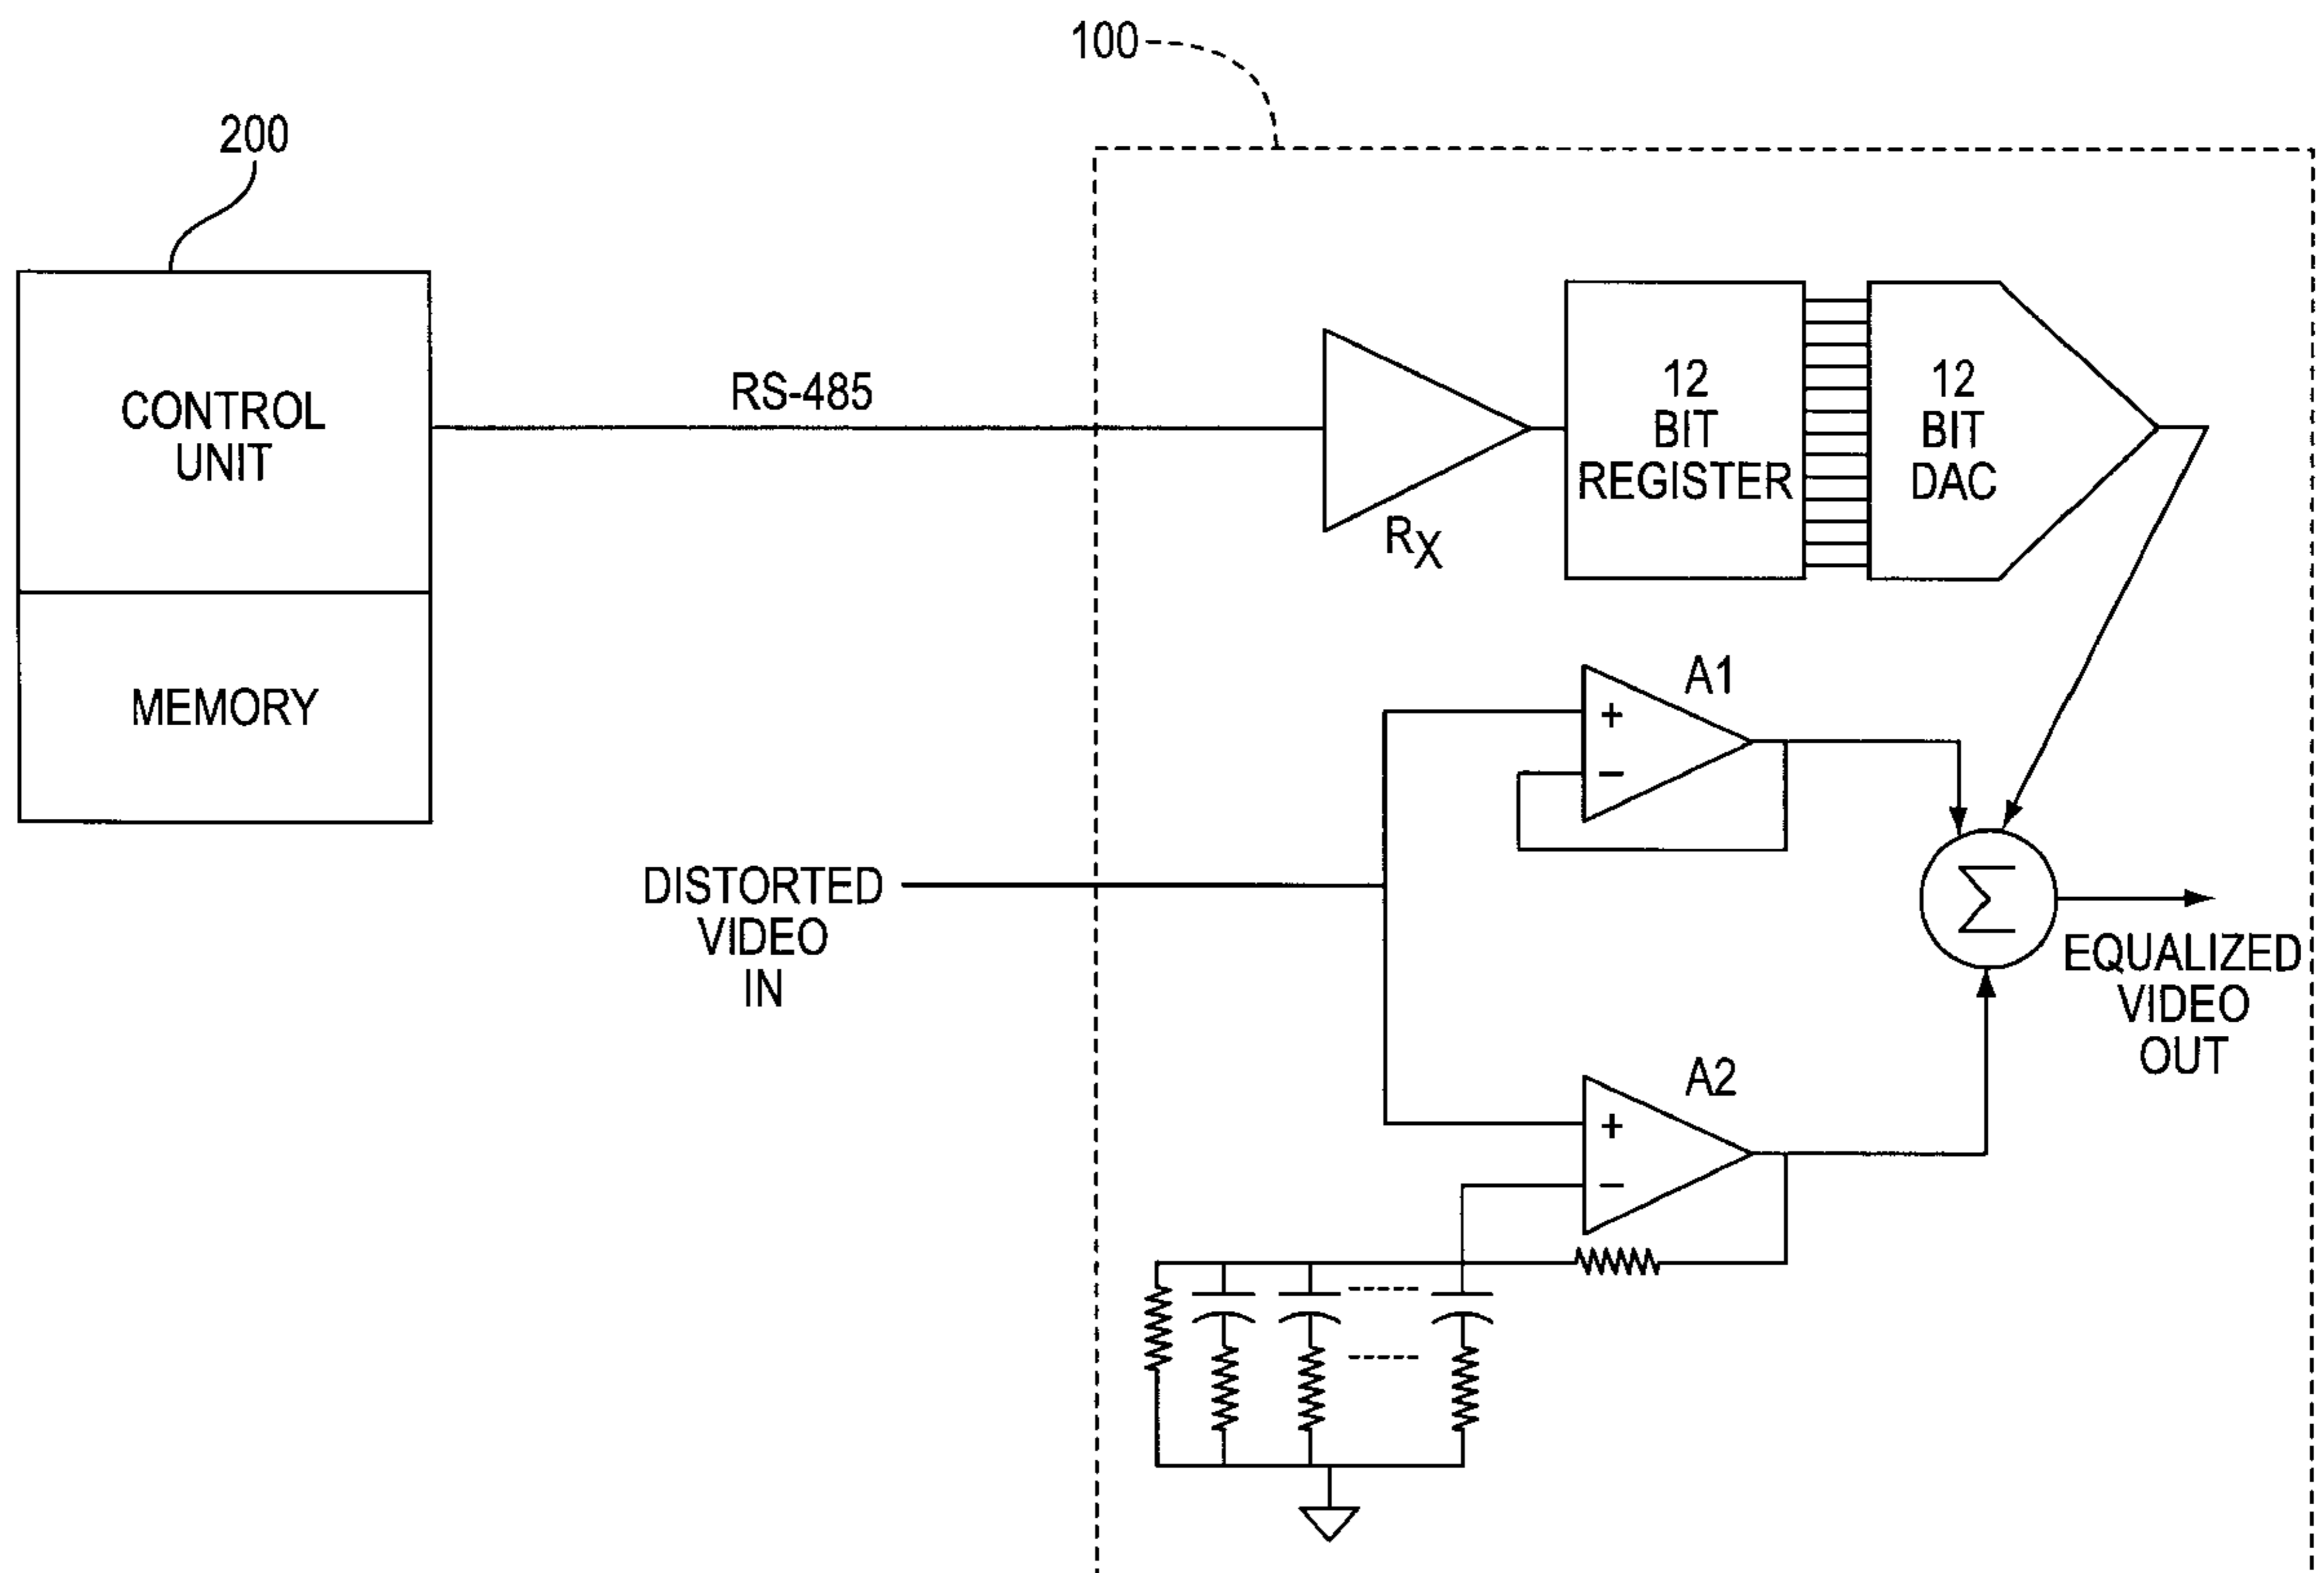 100
200
CONTROL
UNIT
MEMORY
RS-485
RX
12
BIT
REGISTER
12
BIT
DAC
A1
+
−
DISTORTED
VIDEO
IN
Σ
EQUALIZED
VIDEO
OUT
A2
+
−